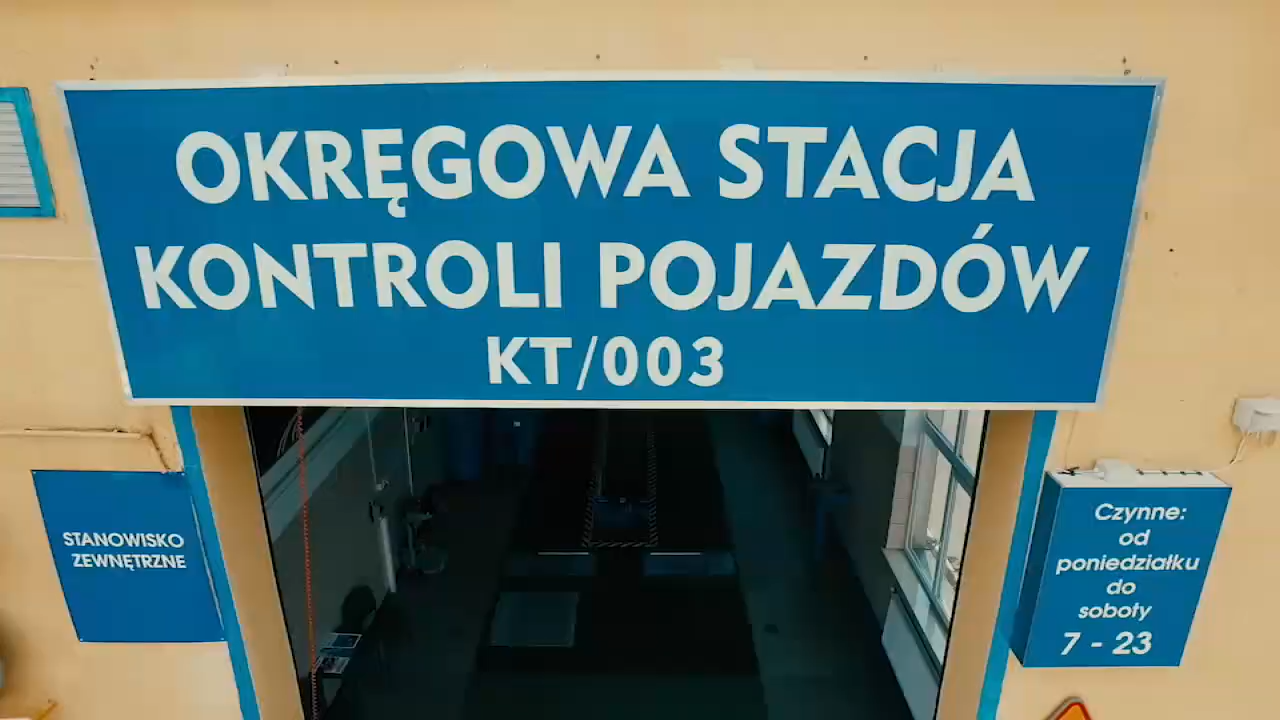 OKRĘGOWA STACJA
KONTROLI POJAZDÓW
KT/003
STANOWISKO
ZEWNĘTRZNE
Czynne:
od
poniedziałku
do
soboty
7 - 23